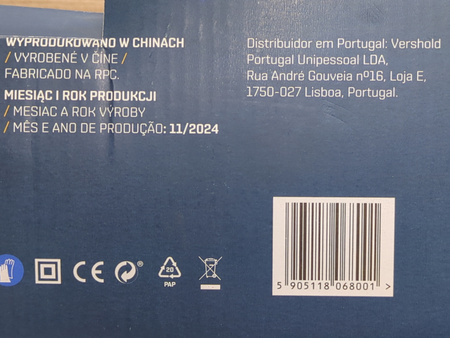 WYPRODUKOWANO W CHINACH
/ VYROBENÉ V ČÍNE /
FABRICADO NA RPC.
MIESIĄC I ROK PRODUKCJI
/ MESIAC A ROK VÝROBY
/ MÊS E ANO DE PRODUÇÃO: 11/2024
Distribuidor em Portugal: Vershold
Portugal Unipessoal LDA,
Rua André Gouveia nº16, Loja E,
1750-027 Lisboa, Portugal.
CE
®
20
PAP
5 905118 068001 >